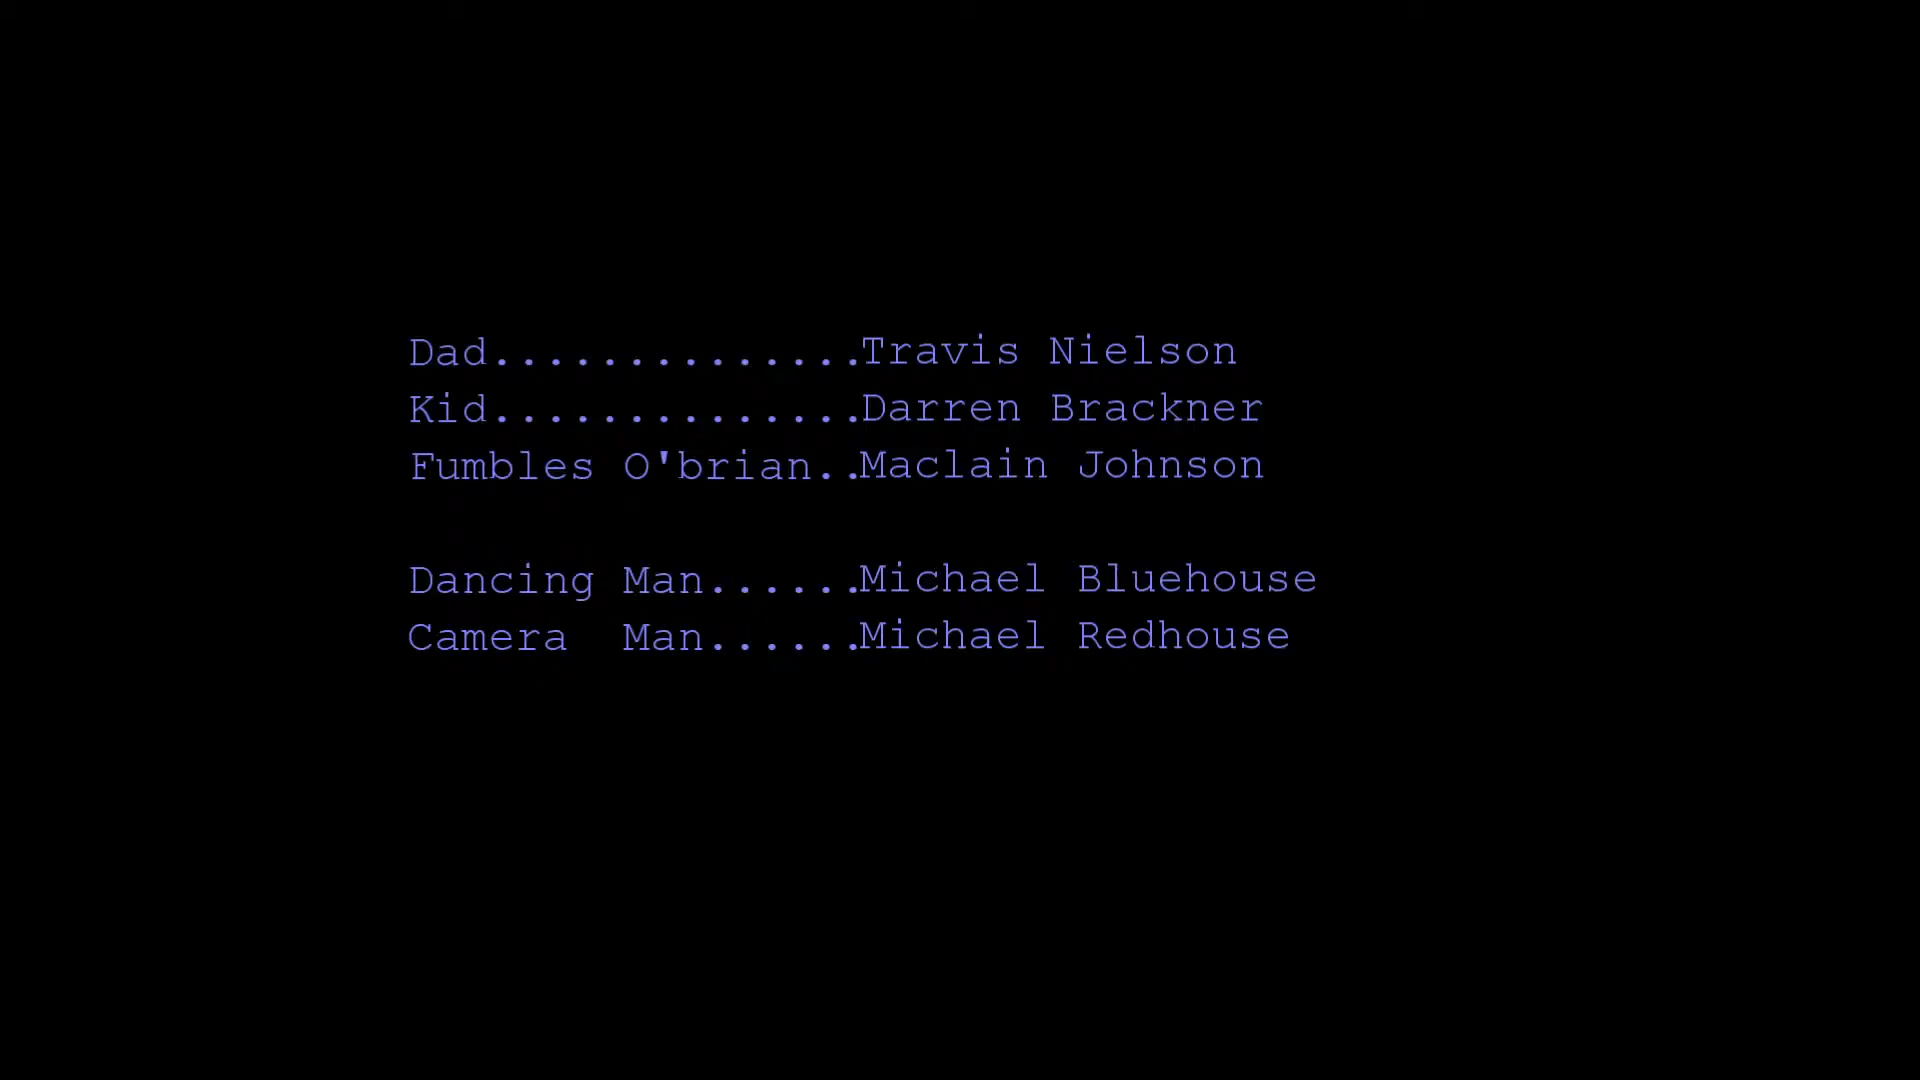 Dad..............Travis Nielson
Kid..............Darren Brackner
Fumbles O'brian..Maclain Johnson
Dancing Man......Michael Bluehouse
Camera  Man......Michael Redhouse